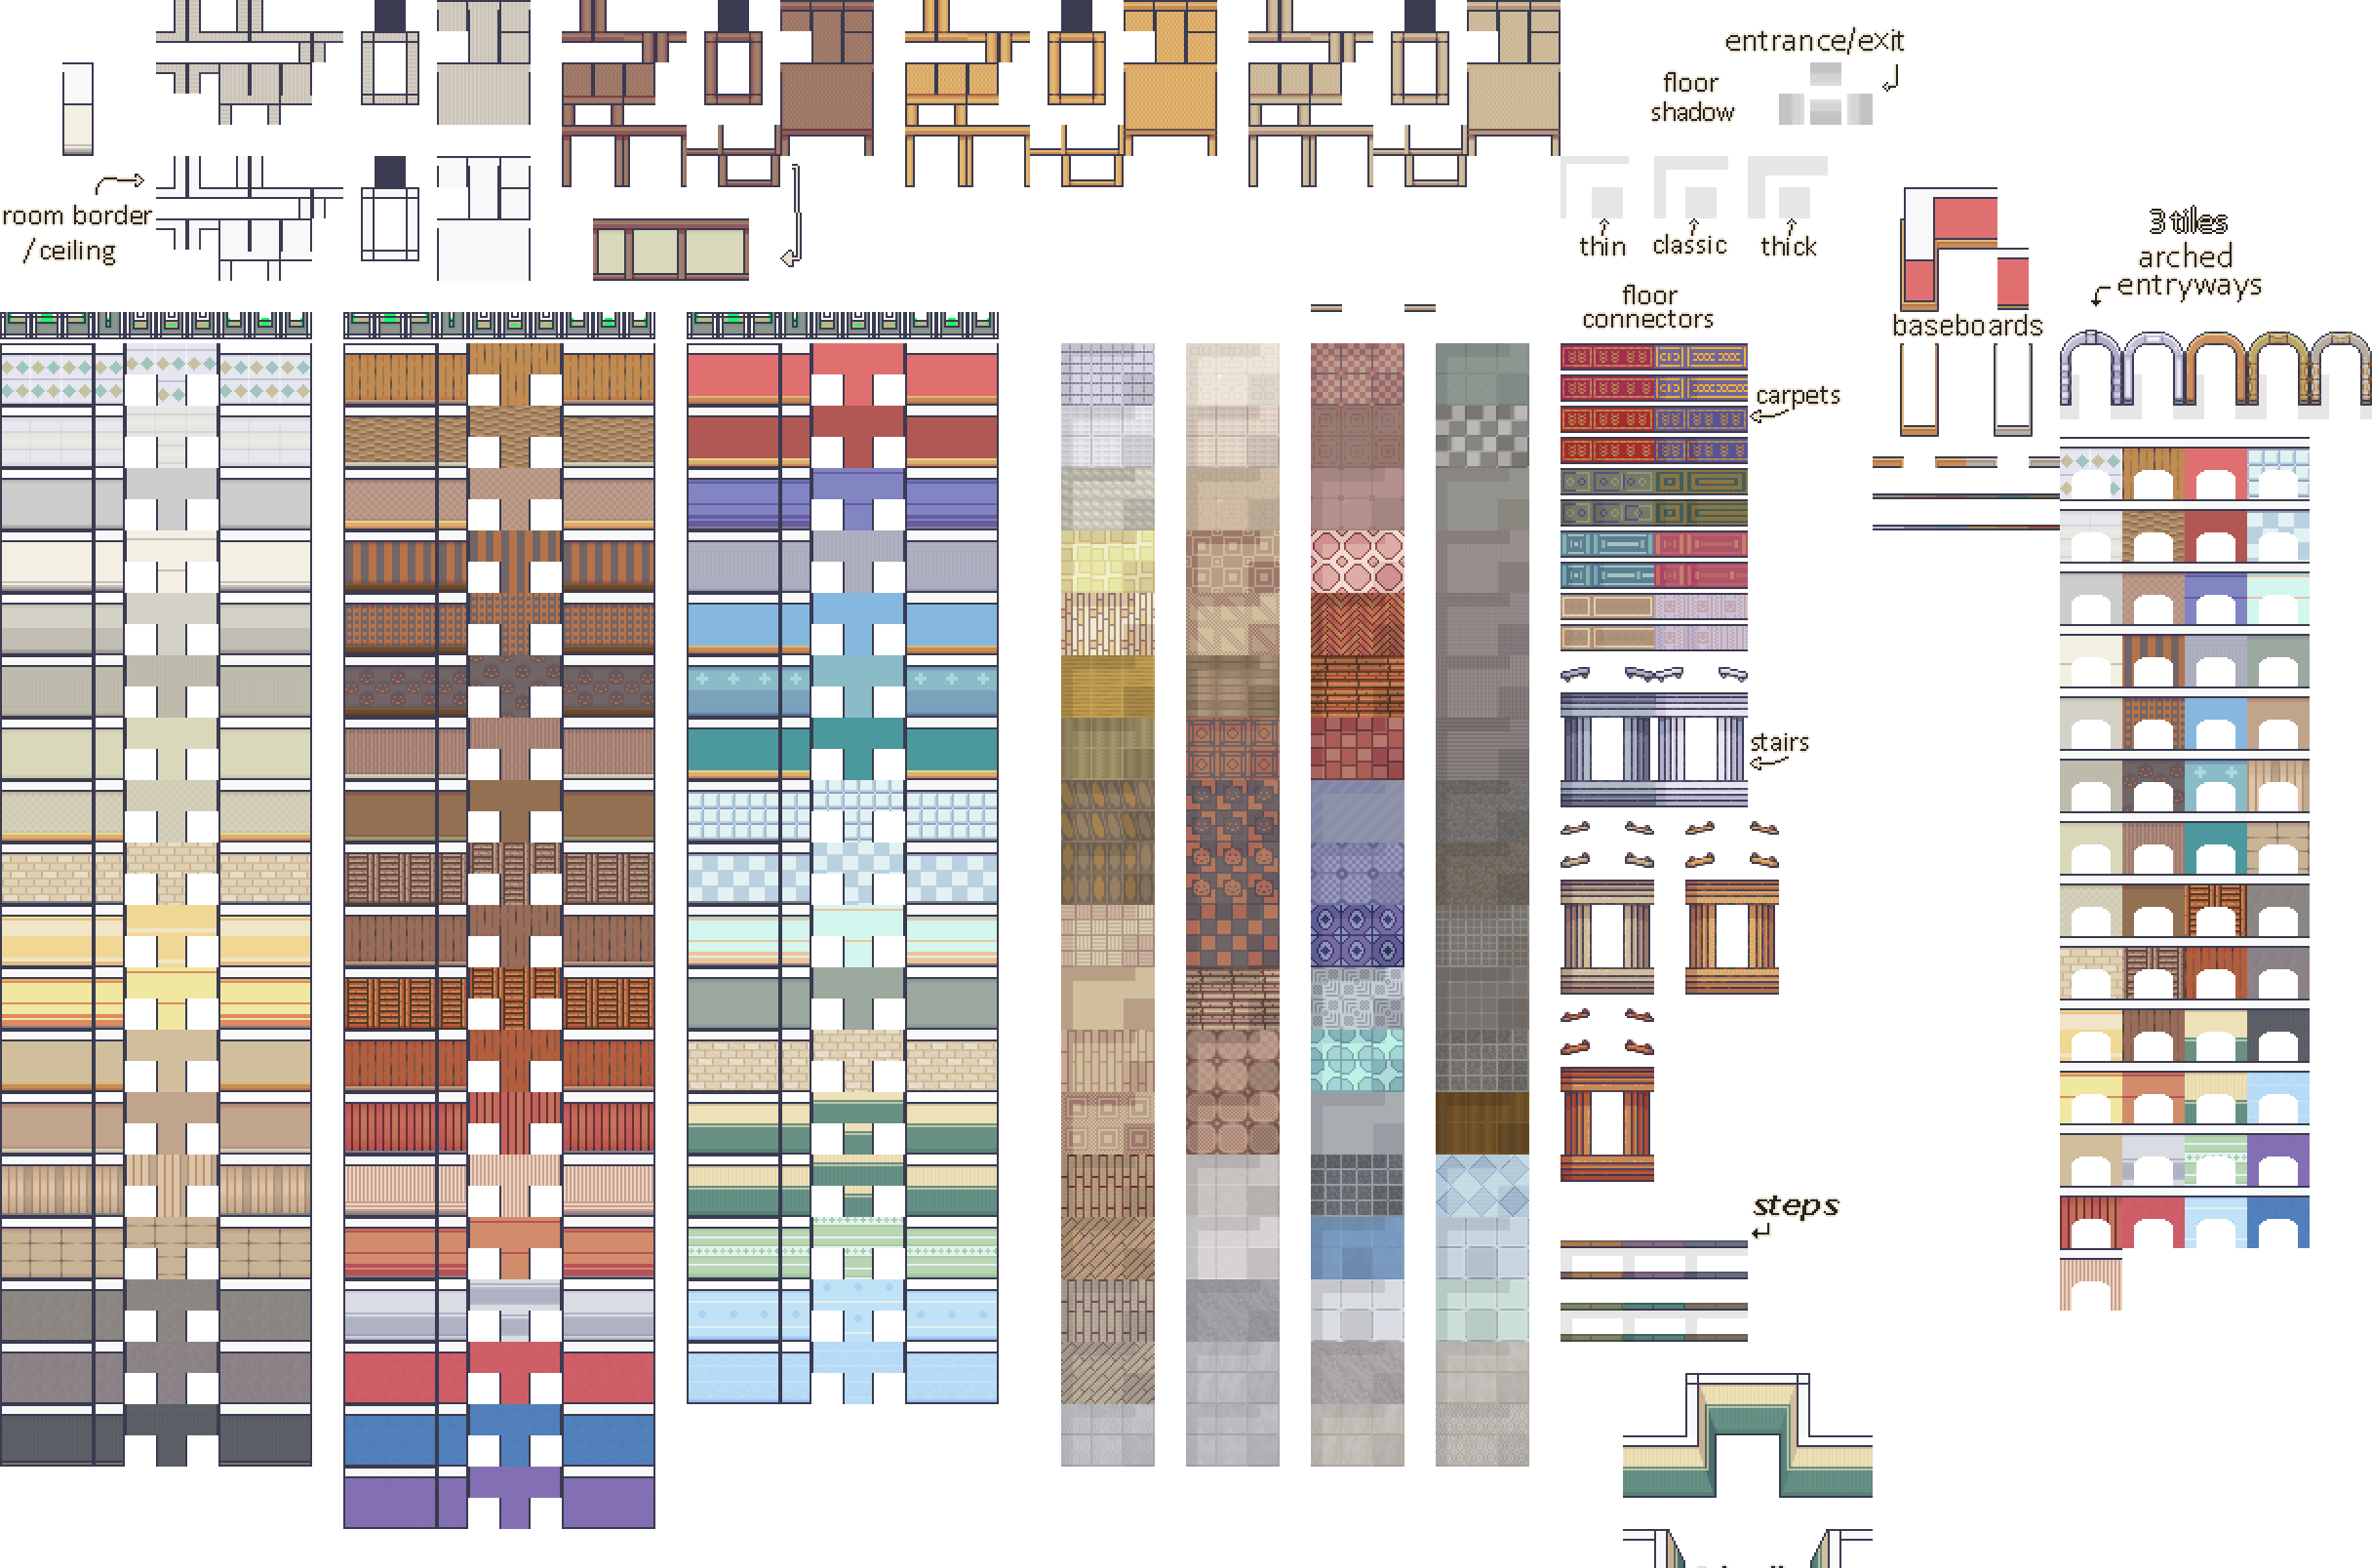 entrance/exit
floor
shadow
room border
/ceiling
thin
classic
thick
3 tiles
arched
entryways
floor
connectors
baseboards
carpets
stairs
steps